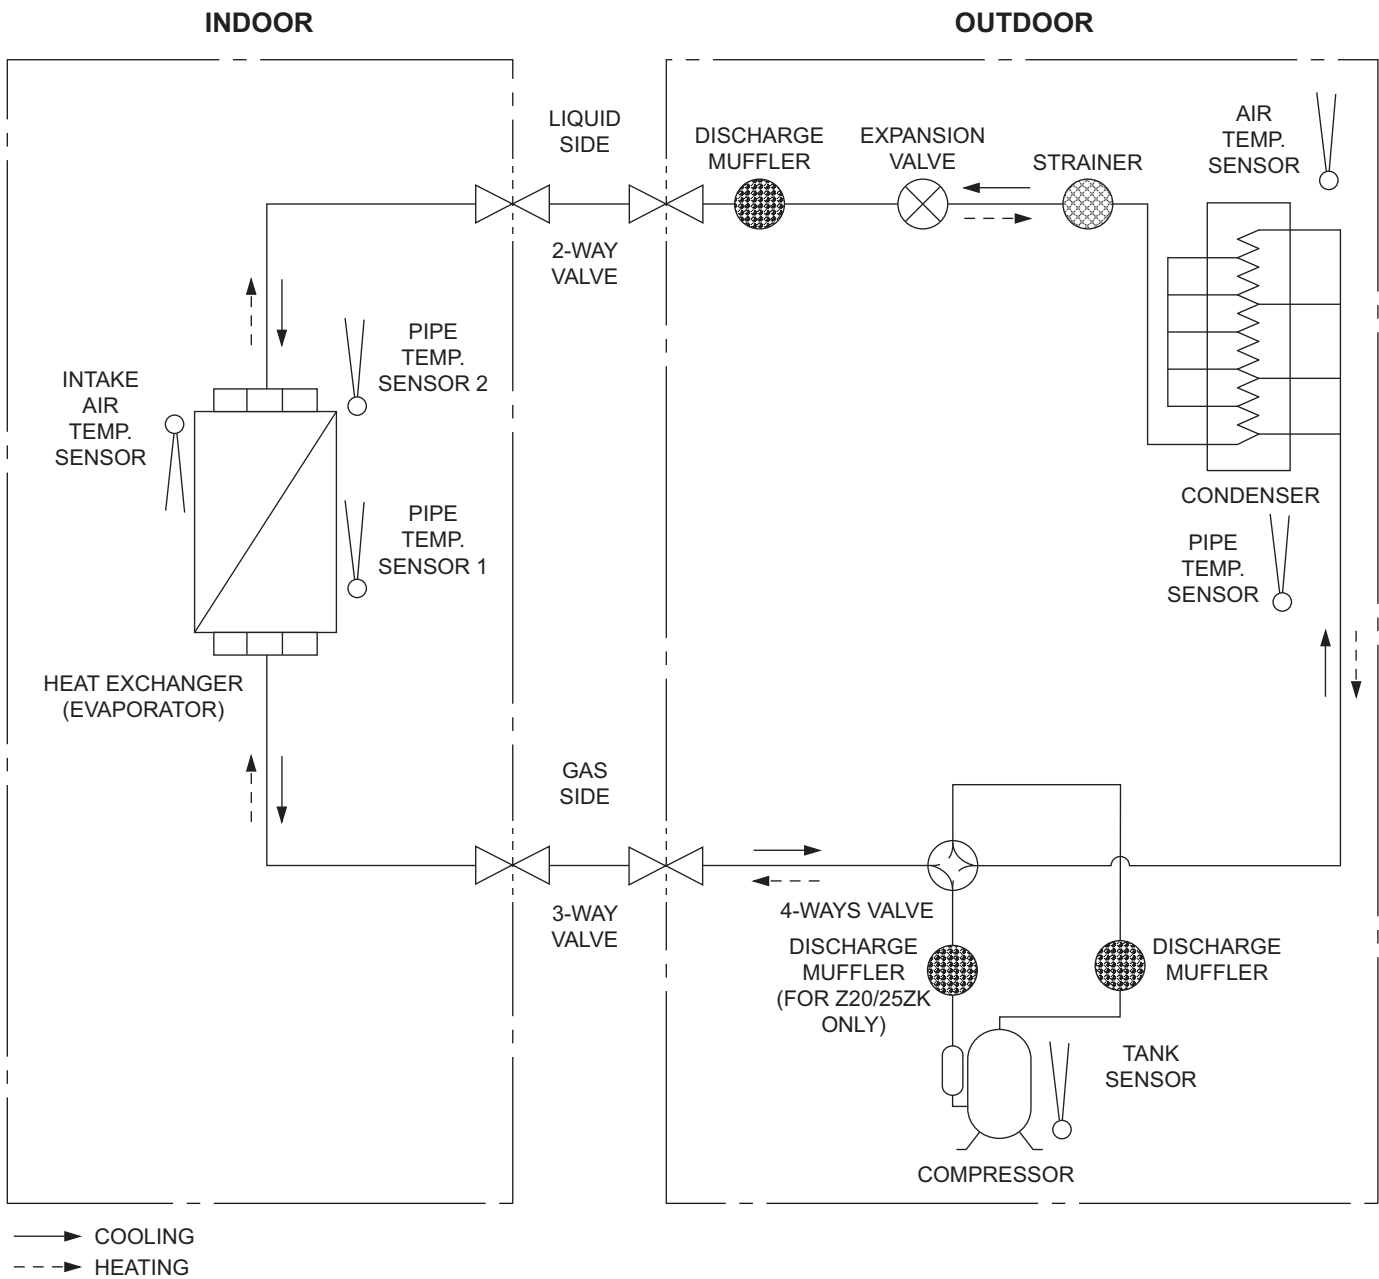 INDOOR
OUTDOOR
LIQUID
SIDE
DISCHARGE
MUFFLER
EXPANSION
VALVE
STRAINER
AIR
TEMP.
SENSOR
2-WAY
VALVE
PIPE
TEMP.
SENSOR 2
INTAKE
AIR
TEMP.
SENSOR
PIPE
TEMP.
SENSOR 1
CONDENSER
PIPE
TEMP.
SENSOR
HEAT EXCHANGER
(EVAPORATOR)
GAS
SIDE
3-WAY
VALVE
4-WAYS VALVE
DISCHARGE
MUFFLER
(FOR Z20/25ZK
ONLY)
DISCHARGE
MUFFLER
TANK
SENSOR
COMPRESSOR
COOLING
HEATING